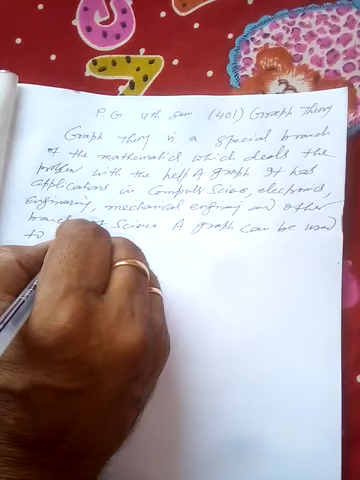 P G 4th Sem (401) Graph Theory
Graph theory is a special branch
of the mathematics which deals the
problem with the help A graph. It has
applications in Computer Science, electronics,
Engineering, mechanical engineering and other
branch of Science A graph can be used
to